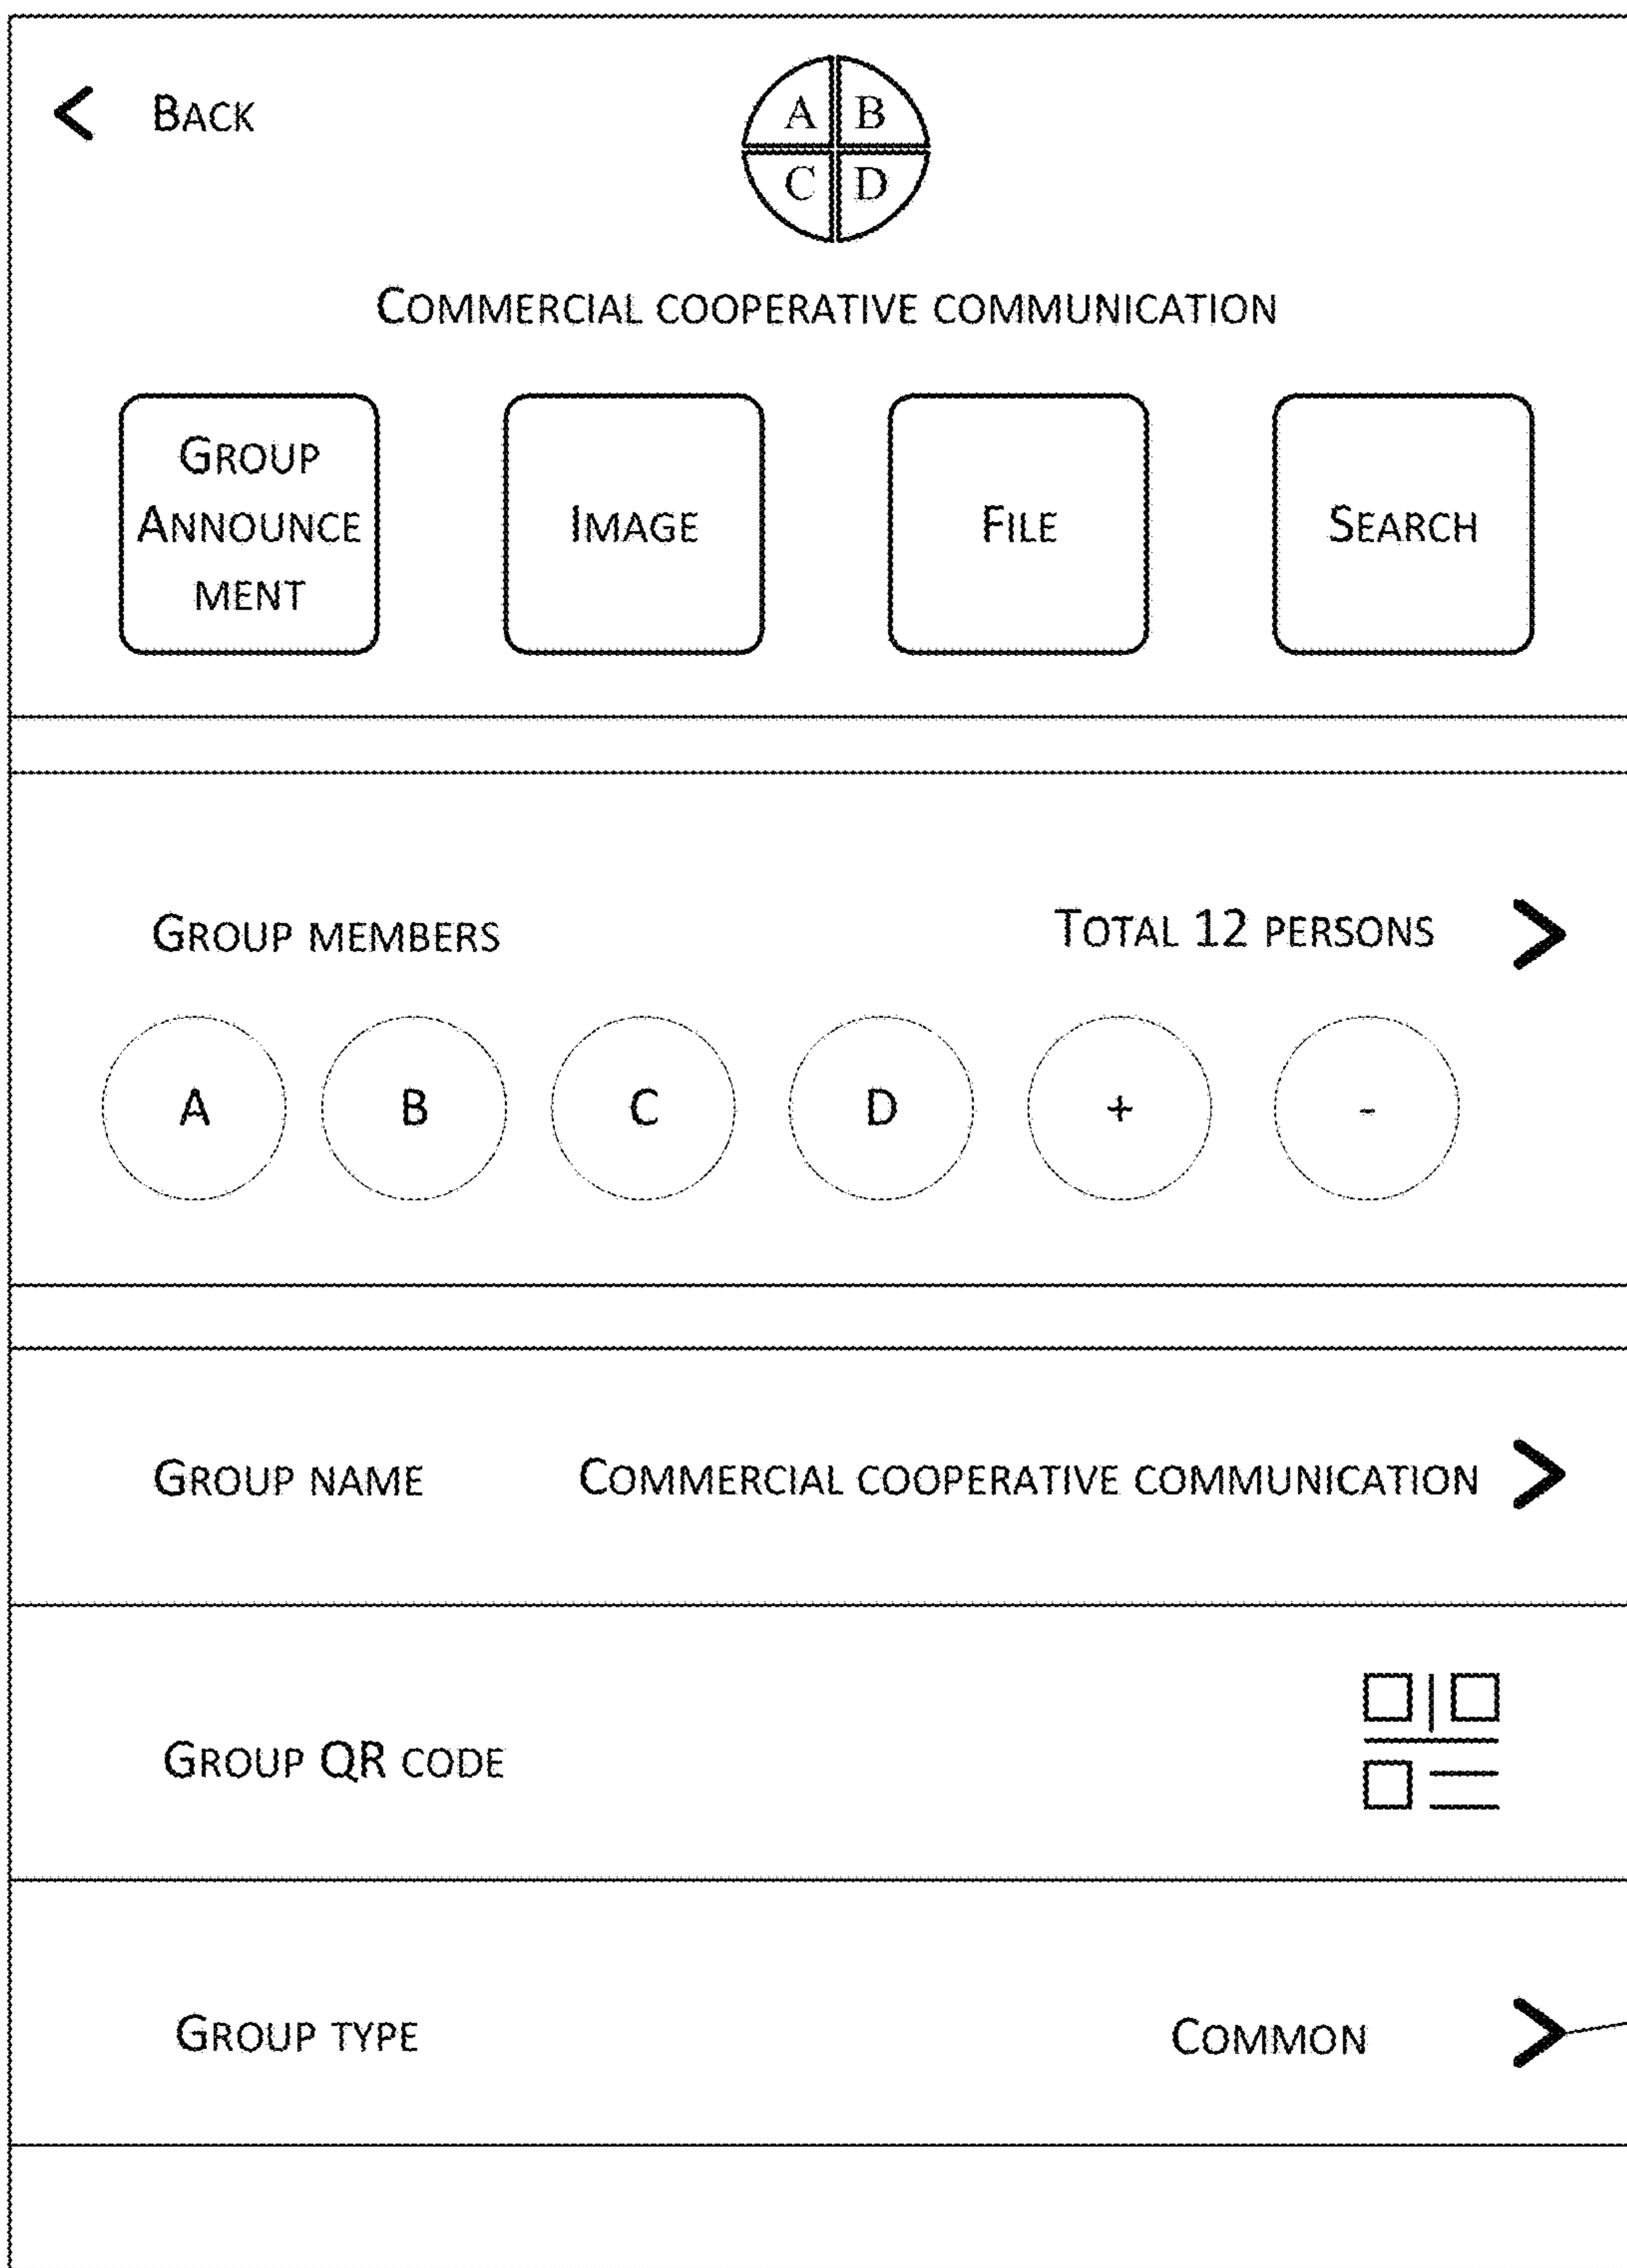 < BACK
A B
C D
COMMERCIAL COOPERATIVE COMMUNICATION
GROUP
ANNOUNCE
MENT
IMAGE
FILE
SEARCH
GROUP MEMBERS TOTAL 12 PERSONS >
A B C D + -
GROUP NAME COMMERCIAL COOPERATIVE COMMUNICATION >
GROUP QR CODE
GROUP TYPE COMMON >